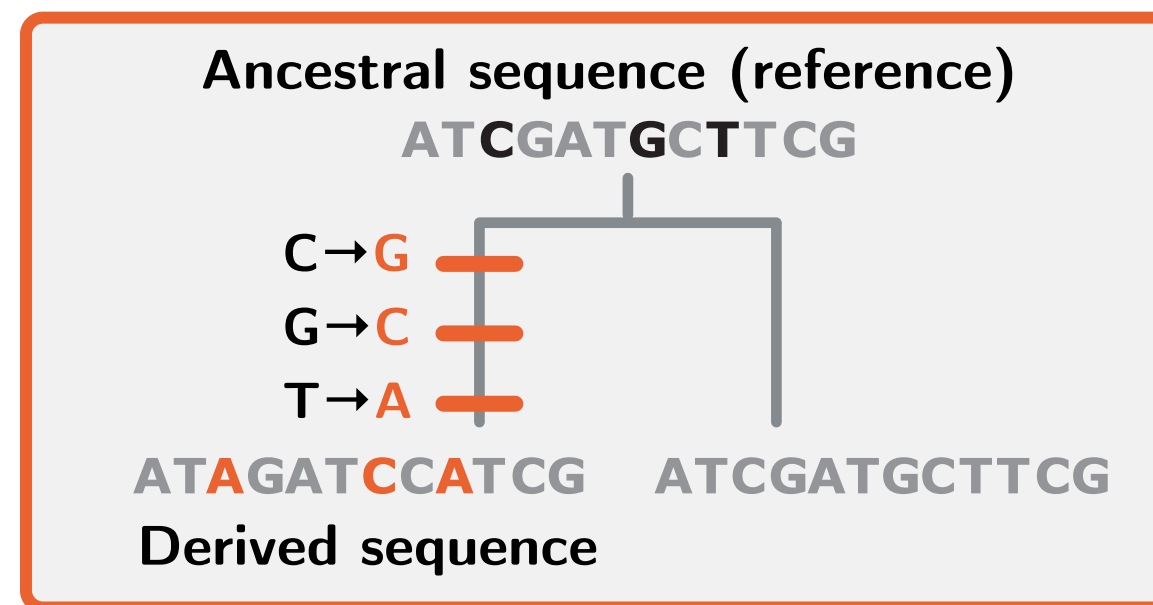 Ancestral sequence (reference)
ATCGATGCTTCG
C→G
G→C
T→A
ATAGATCCATCG ATCGATGCTTCG
Derived sequence